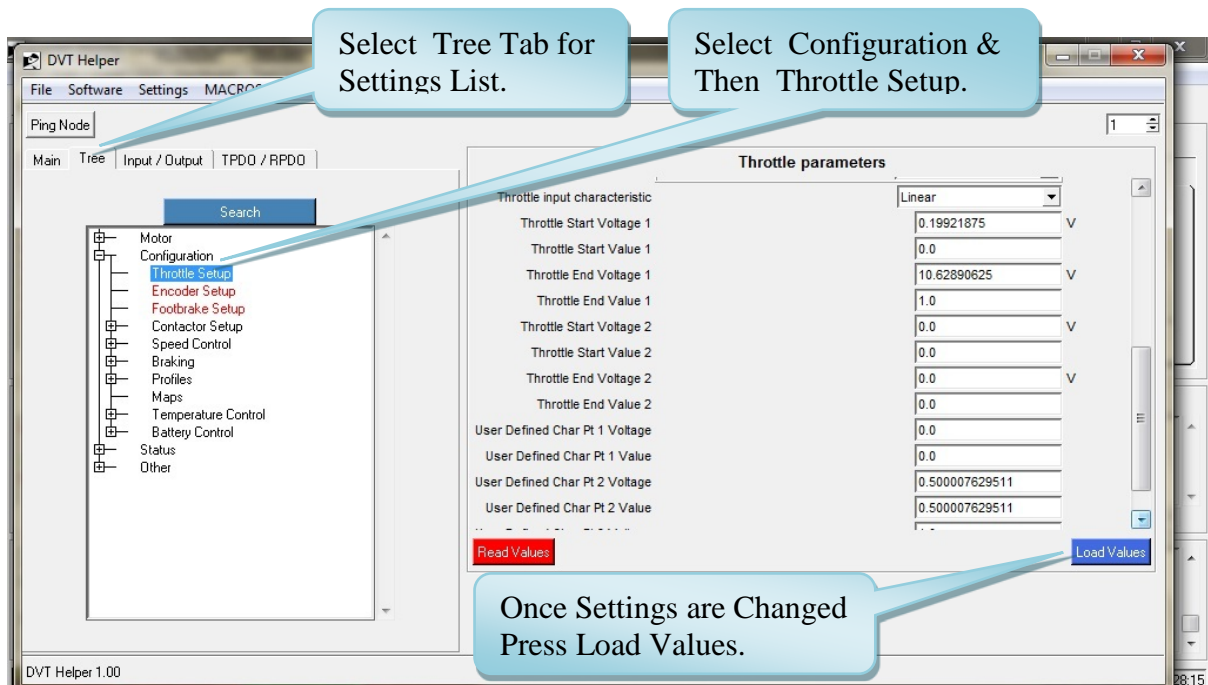 Select Tree Tab for
Settings List.
Select Configuration &
Then Throttle Setup.
DVT Helper
File Software Settings
Ping Node
1
Main Tree Input / Output TPDO / RPDO
Search
Motor
Configuration
Throttle Setup
Encoder Setup
Footbrake Setup
Contactor Setup
Speed Control
Braking
Profiles
Maps
Temperature Control
Battery Control
Status
Other
Throttle parameters
Throttle input characteristic Linear
Throttle Start Voltage 1 0.19921875 V
Throttle Start Value 1 0.0
Throttle End Voltage 1 10.62890625 V
Throttle End Value 1 1.0
Throttle Start Voltage 2 0.0 V
Throttle Start Value 2 0.0
Throttle End Voltage 2 0.0 V
Throttle End Value 2 0.0
User Defined Char Pt 1 Voltage 0.0
User Defined Char Pt 1 Value 0.0
User Defined Char Pt 2 Voltage 0.500007629511
User Defined Char Pt 2 Value 0.500007629511
Read Values Load Values
Once Settings are Changed
Press Load Values.
DVT Helper 1.00
28:15